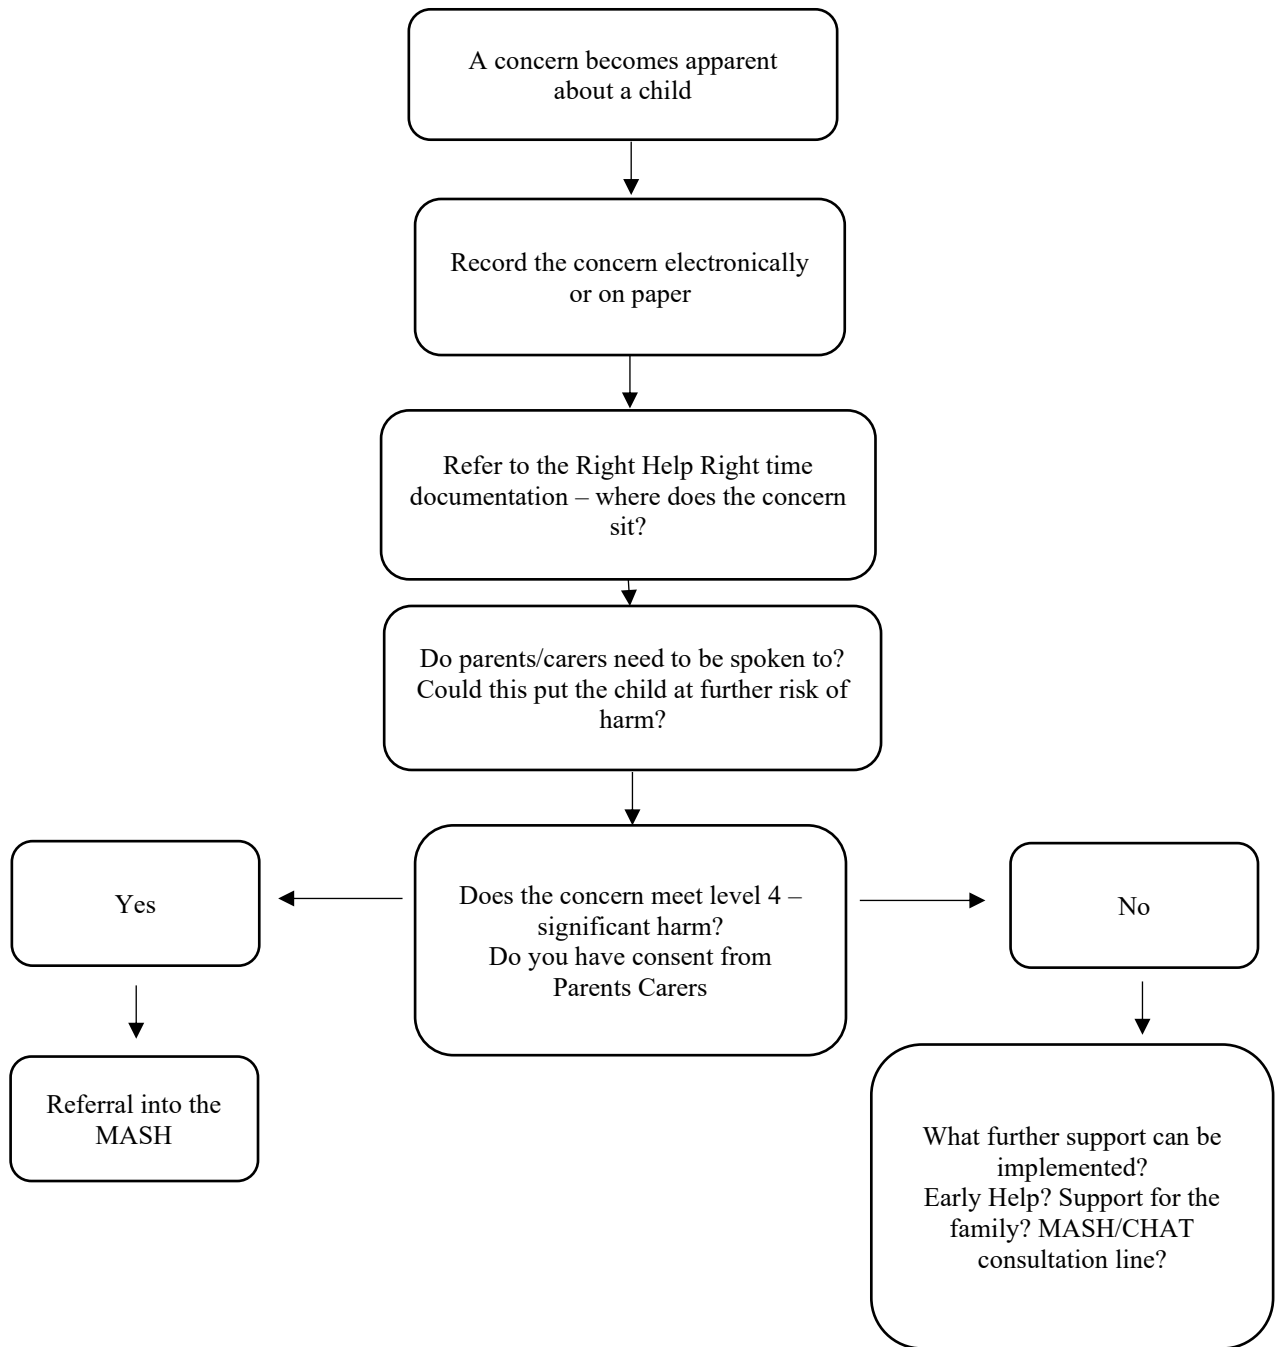 A concern becomes apparent
about a child
Record the concern electronically
or on paper
Refer to the Right Help Right time
documentation – where does the concern
sit?
Do parents/carers need to be spoken to?
Could this put the child at further risk of
harm?
Does the concern meet level 4 –
significant harm?
Do you have consent from
Parents Carers
Yes
No
Referral into the
MASH
What further support can be
implemented?
Early Help? Support for the
family? MASH/CHAT
consultation line?